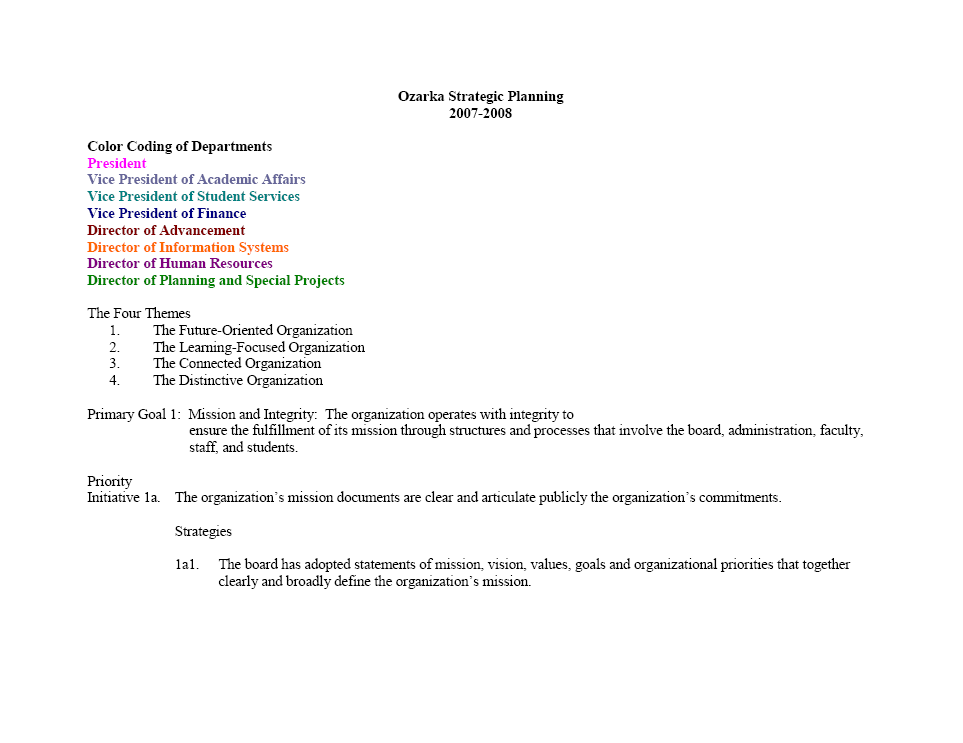 Ozarka Strategic Planning
2007-2008
Color Coding of Departments
President
Vice President of Academic Affairs
Vice President of Student Services
Vice President of Finance
Director of Advancement
Director of Information Systems
Director of Human Resources
Director of Planning and Special Projects
The Four Themes
1. The Future-Oriented Organization
2. The Learning-Focused Organization
3. The Connected Organization
4. The Distinctive Organization
Primary Goal 1: Mission and Integrity: The organization operates with integrity to
ensure the fulfillment of its mission through structures and processes that involve the board, administration, faculty,
staff, and students.
Priority
Initiative 1a. The organization’s mission documents are clear and articulate publicly the organization’s commitments.
Strategies
1a1. The board has adopted statements of mission, vision, values, goals and organizational priorities that together
clearly and broadly define the organization’s mission.